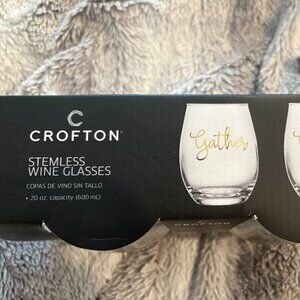 CROFTON®
STEMLESS
WINE GLASSES
COPAS DE VINO SIN TALLO
• 20 oz. capacity (600 mL)
Gather